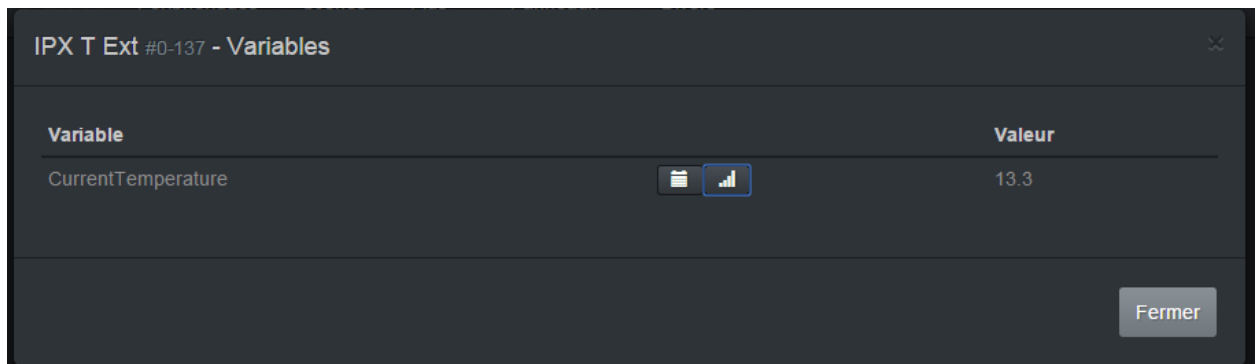 IPX T Ext #0-137 - Variables ×
Variable Valeur
CurrentTemperature 13.3
Fermer